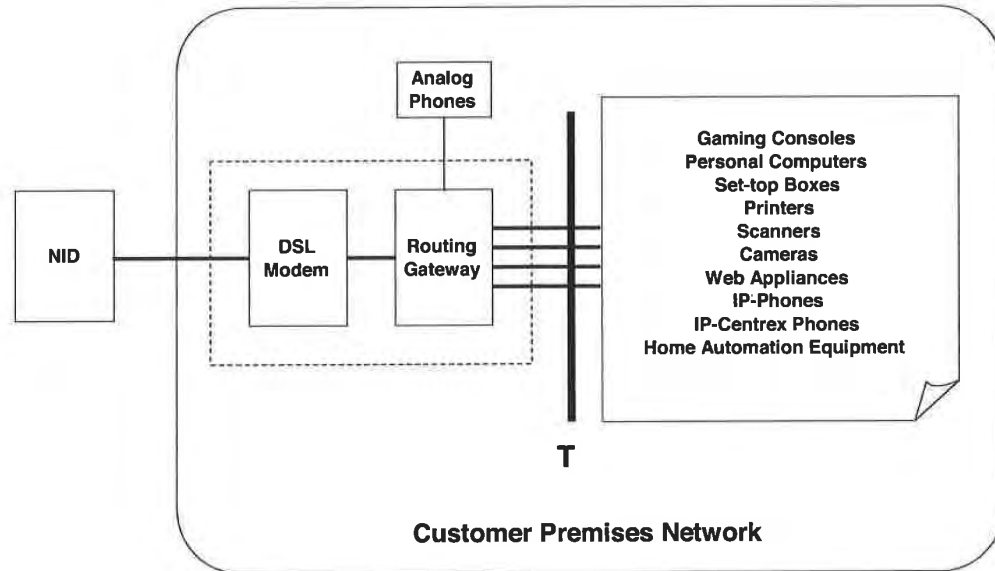 Analog
Phones
NID
DSL
Modem
Routing
Gateway
Gaming Consoles
Personal Computers
Set-top Boxes
Printers
Scanners
Cameras
Web Appliances
IP-Phones
IP-Centrex Phones
Home Automation Equipment
T
Customer Premises Network